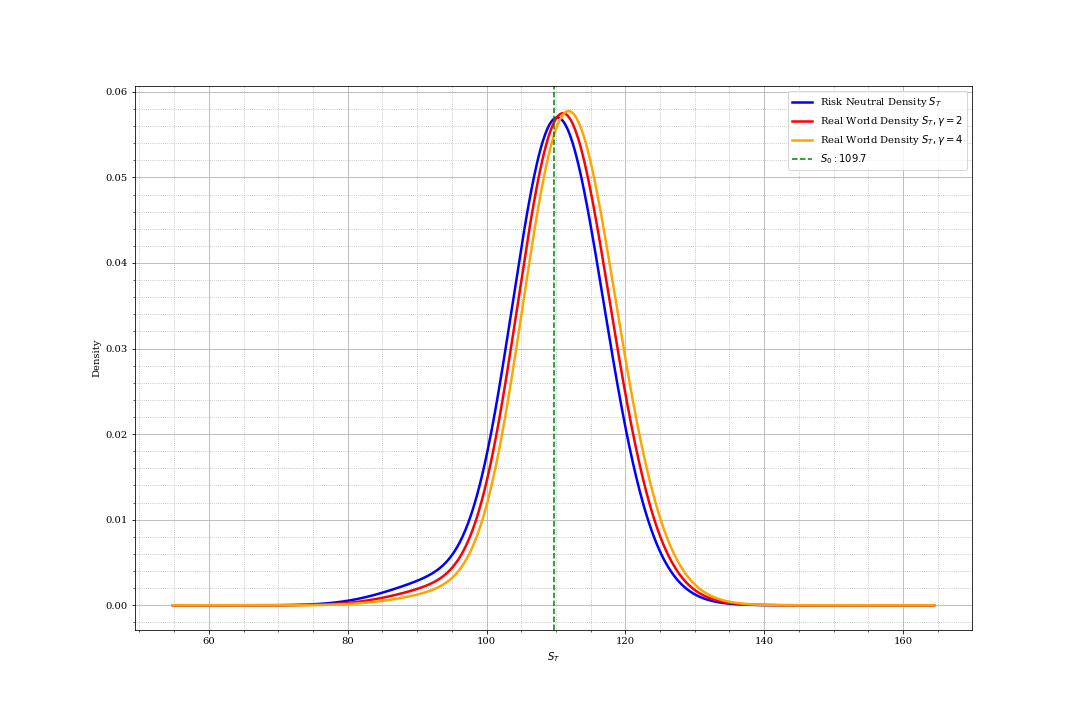 0.06
0.05
0.04
0.03
0.02
0.01
0.00
Density
60
80
100
120
140
160
$S_T$
Risk Neutral Density $S_T$
Real World Density $S_T, \gamma = 2$
Real World Density $S_T, \gamma = 4$
$S_0 : 109.7$